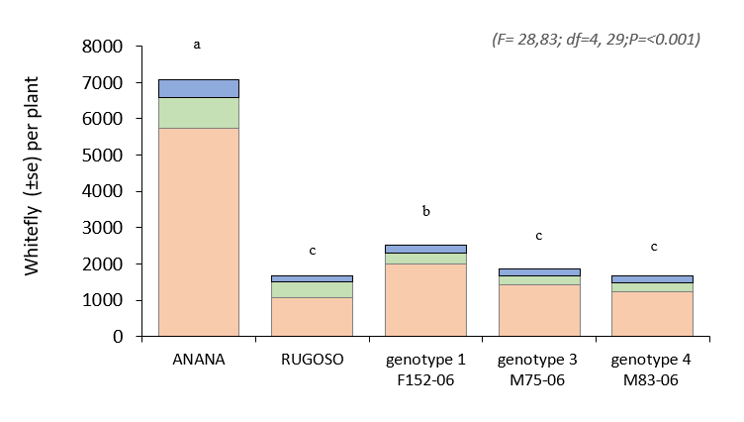 (F= 28,83; df=4, 29;P=<0.001)
Whitefly (±se) per plant
8000
7000
6000
5000
4000
3000
2000
1000
0
a
c
b
c
c
ANANA
RUGOSO
genotype 1
F152-06
genotype 3
M75-06
genotype 4
M83-06